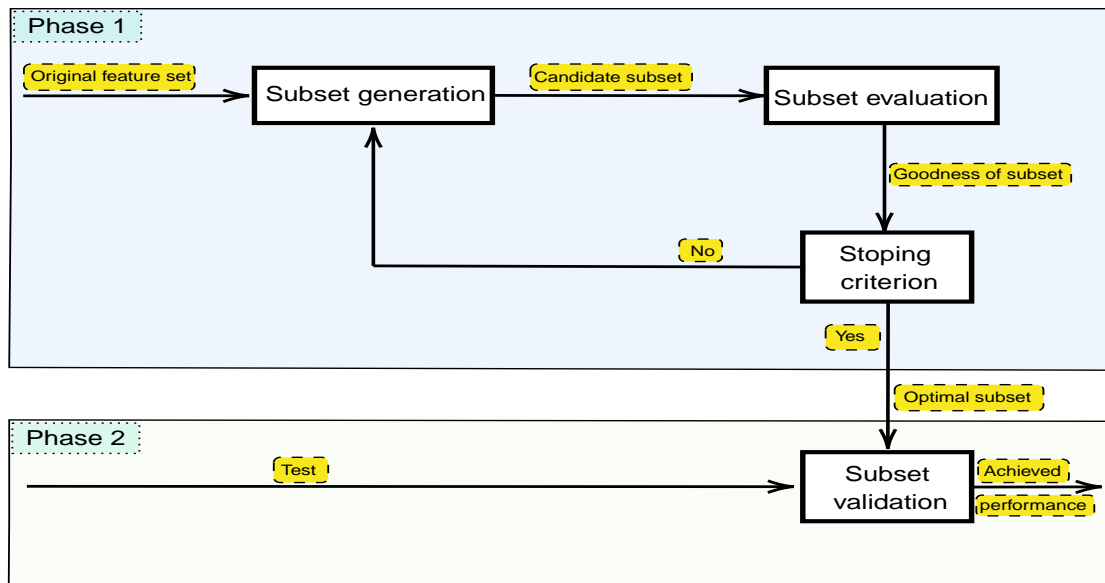 Phase 1
Original feature set
Subset generation
Candidate subset
Subset evaluation
Goodness of subset
Stoping
criterion
No
Yes
Optimal subset
Phase 2
Test
Subset
validation
Achieved
performance